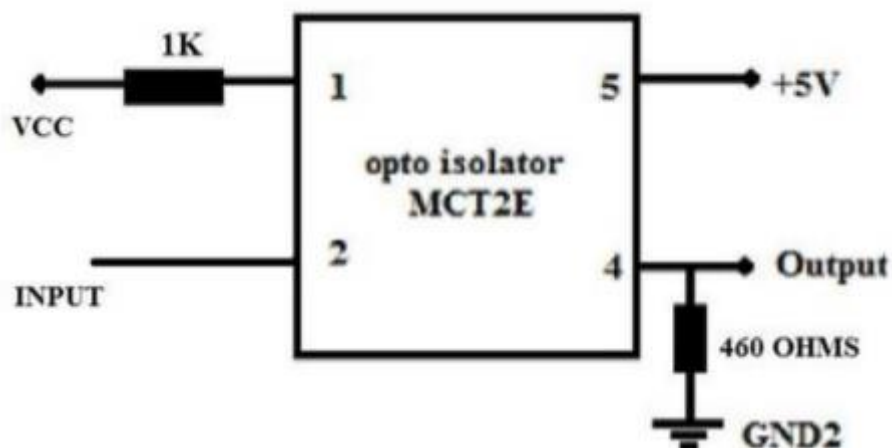 1K
1
5
+5V
VCC
opto isolator
MCT2E
2
4
Output
INPUT
460 OHMS
GND2